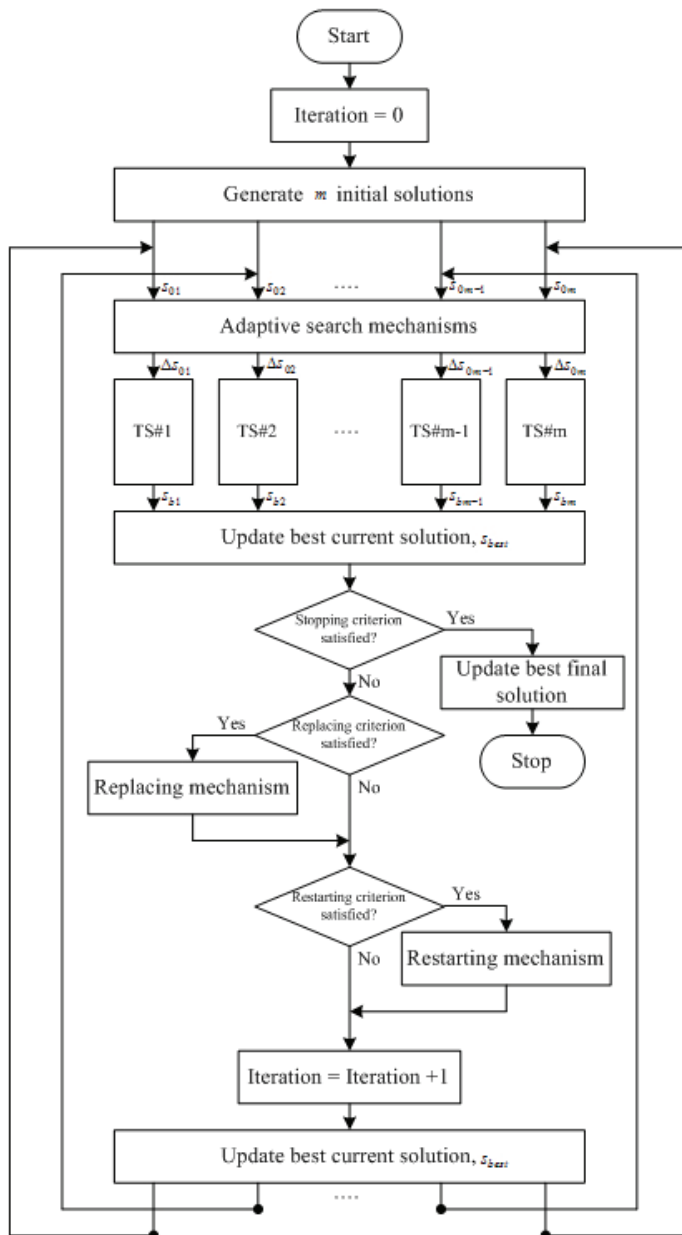 Start
Iteration = 0
Generate m initial solutions
s01 s02 .... s0m-1 s0m
Adaptive search mechanisms
Δs01 Δs02 Δs0m-1 Δs0m
TS#1 TS#2 .... TS#m-1 TS#m
sb1 sb2 sbm-1 sbm
Update best current solution, sbest
Stopping criterion
satisfied?
Yes
Update best final
solution
No
Stop
Replacing criterion
satisfied?
Yes
Replacing mechanism
No
Restarting criterion
satisfied?
Yes
Restarting mechanism
No
Iteration = Iteration +1
Update best current solution, sbest
....